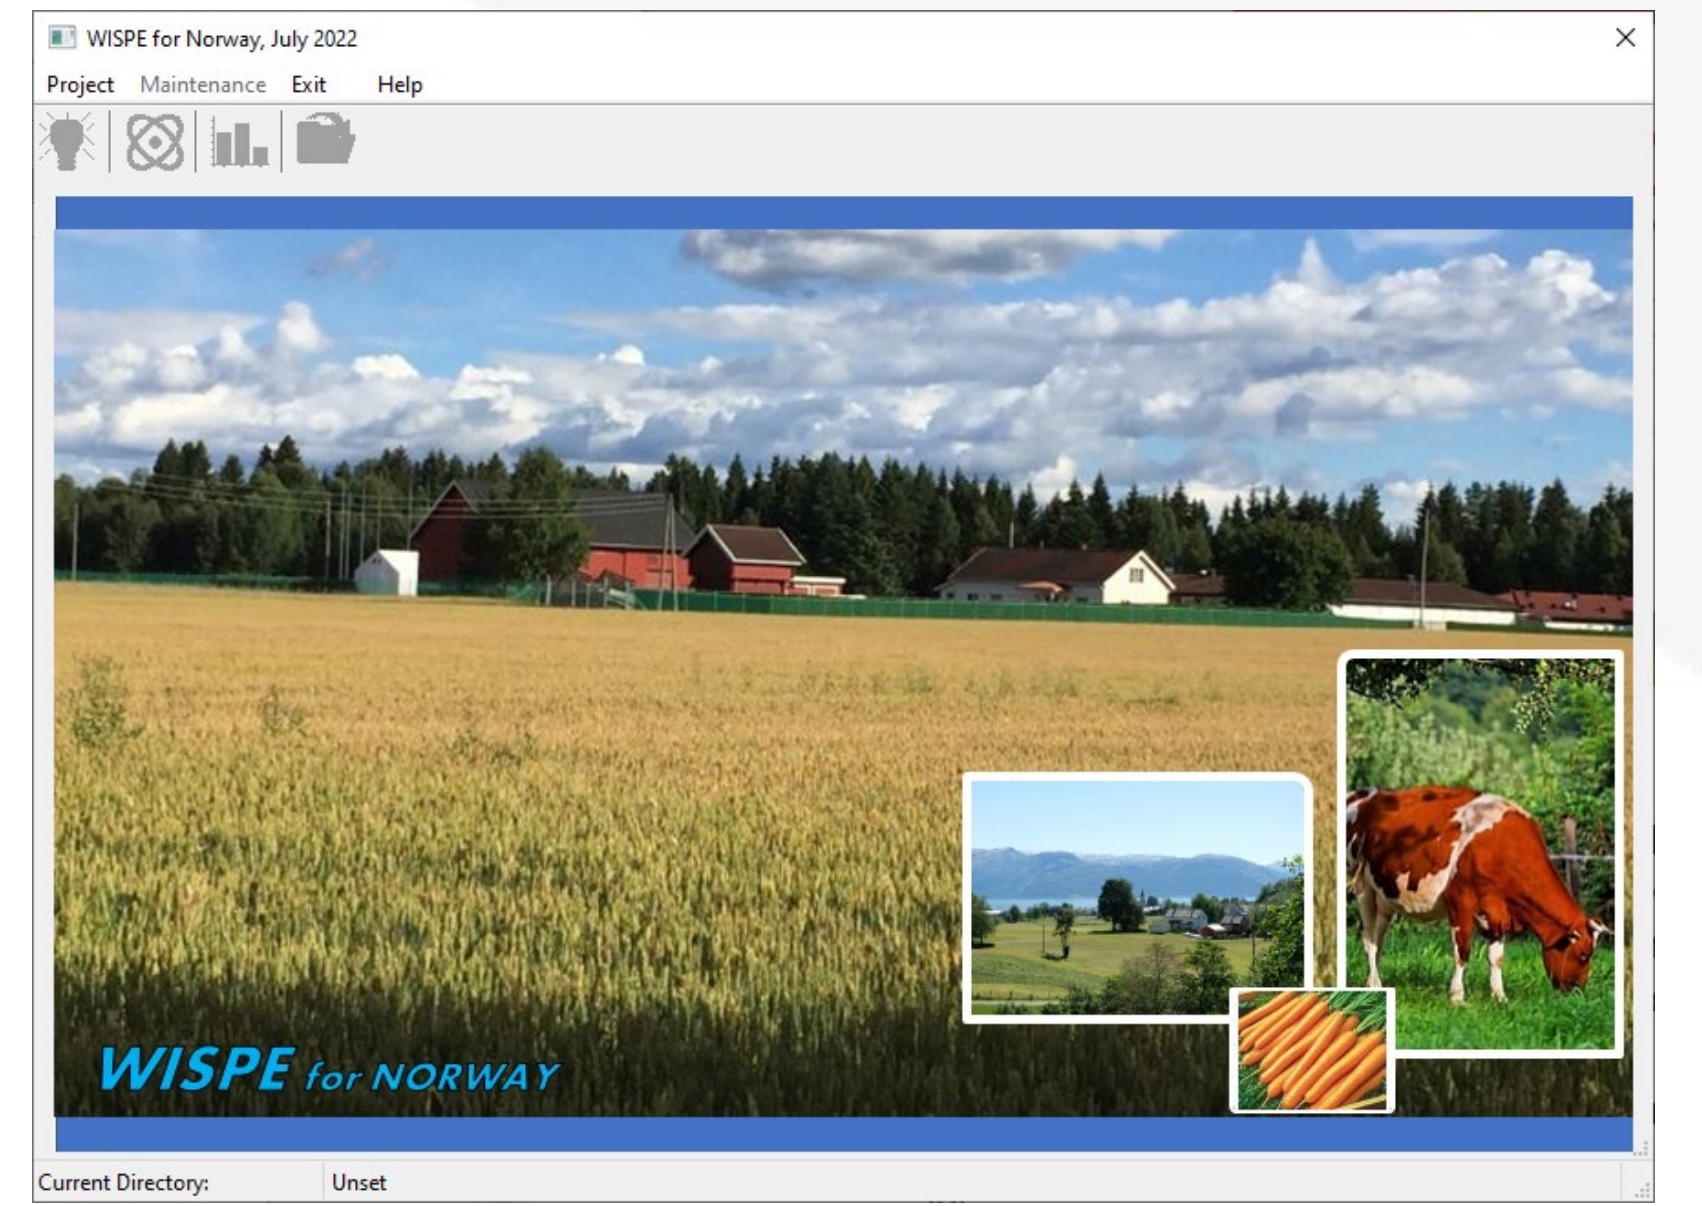 WISPE for Norway, July 2022
Project Maintenance Exit Help
WISPE for NORWAY
Current Directory: Unset